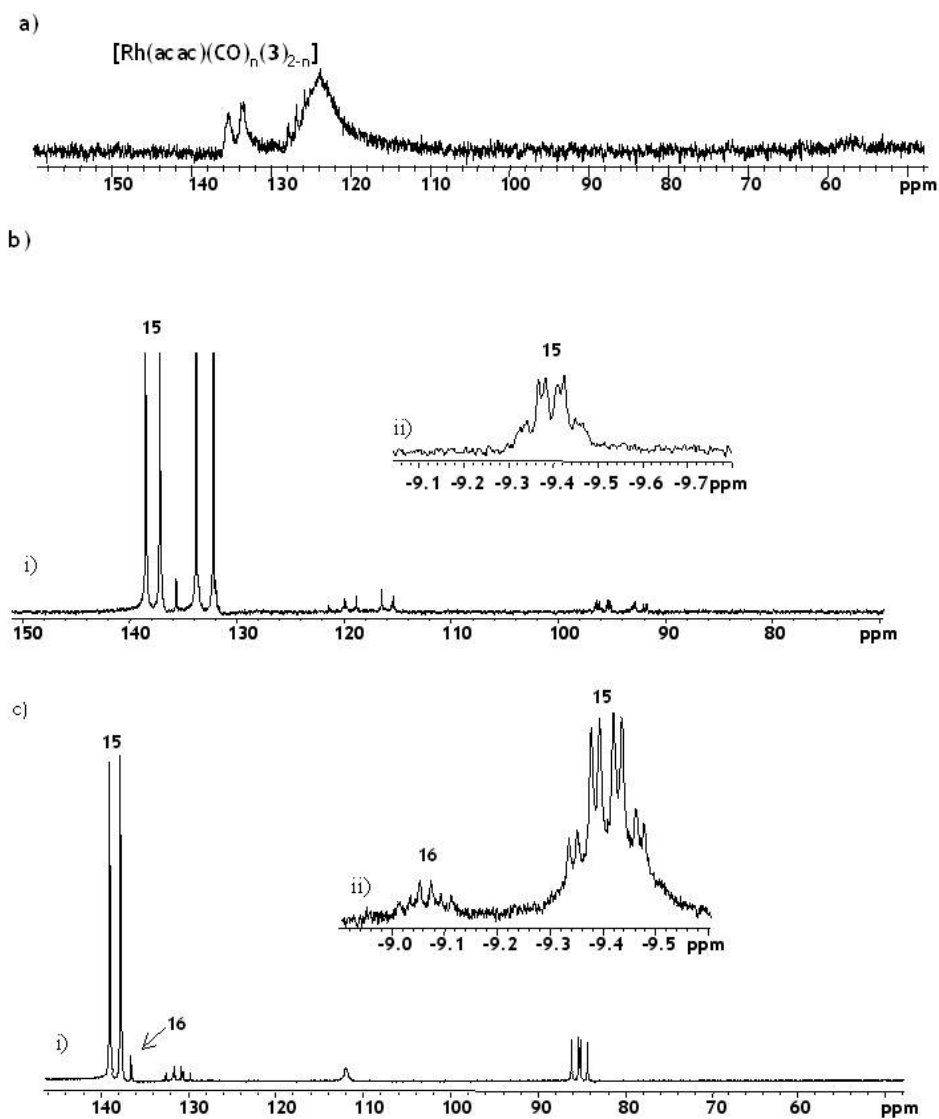 a)
[Rh(acac)(CO)n(3)2-n]
150 140 130 120 110 100 90 80 70 60 ppm
b)
15
15
ii)
-9.1 -9.2 -9.3 -9.4 -9.5 -9.6 -9.7 ppm
i)
150 140 130 120 110 100 90 80 ppm
c)
15
15
16
ii)
-9.0 -9.1 -9.2 -9.3 -9.4 -9.5 ppm
16
i)
140 130 120 110 100 90 80 70 60 ppm